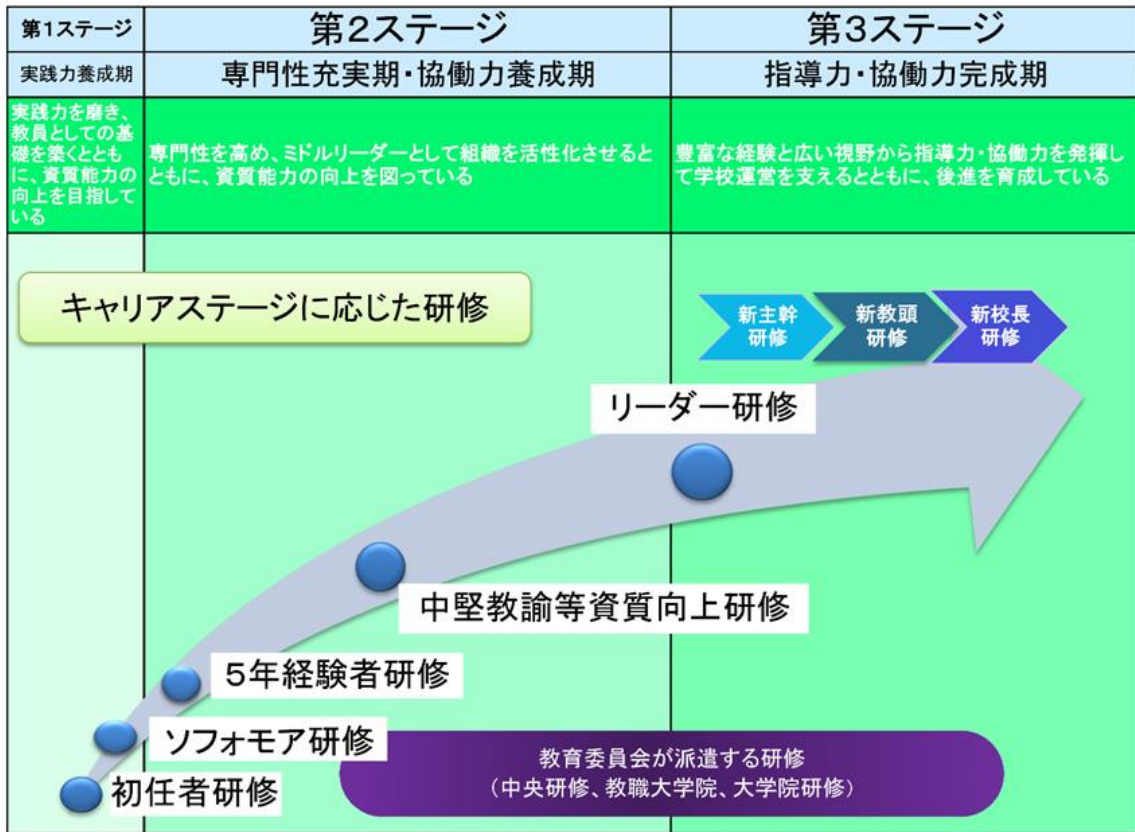 第1ステージ
第2ステージ
第3ステージ
実践力養成期
専門性充実期・協働力養成期
指導力・協働力完成期
実践力を磨き、
教員としての基
礎を築くととも
に、資質能力の
向上を目指して
いる
専門性を高め、ミドルリーダーとして組織を活性化させると
ともに、資質能力の向上を図っている
豊富な経験と広い視野から指導力・協働力を発揮し
て学校運営を支えるとともに、後進を育成している
キャリアステージに応じた研修
新主幹
研修
新教頭
研修
新校長
研修
リーダー研修
中堅教諭等資質向上研修
5年経験者研修
ソフォモア研修
初任者研修
教育委員会が派遣する研修
（中央研修、教職大学院、大学院研修）